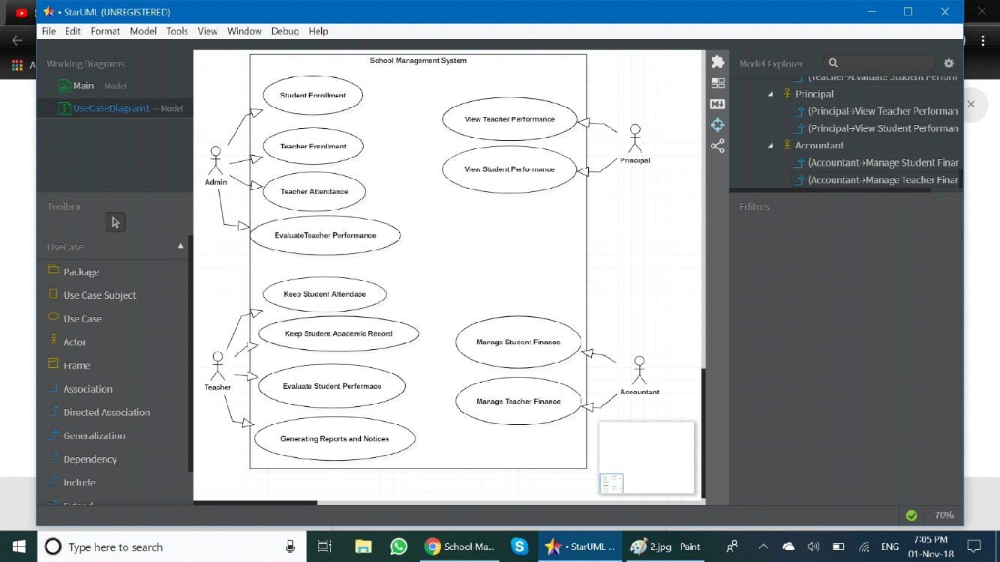 StarUML (UNREGISTERED)
File Edit Format Model Tools View Window Debug Help
Working Diagrams
Main — Model
UseCaseDiagram1 — Model
Toolbox
UseCase
Package
Use Case Subject
Use Case
Actor
Frame
Association
Directed Association
Generalization
Dependency
Include
Extend
School Management System
Student Enrollment
Teacher Enrollment
Teacher Attendance
EvaluateTeacher Performance
Admin
Keep Student Attendace
Keep Student Academic Record
Evaluate Student Performace
Generating Reports and Notices
Teacher
View Teacher Performance
View Student Performance
Principal
Manage Student Finance
Manage Teacher Finance
Accountant
Model Explorer
(Teacher→Evaluate Student Perform
Principal
(Principal→View Teacher Performan
(Principal→View Student Performan
Accountant
(Accountant→Manage Student Finar
(Accountant→Manage Teacher Finar
Editors
M
70%
Type here to search
School Ma...
StarUML ...
2.jpg Paint
ENG
7:05 PM
01-Nov-18